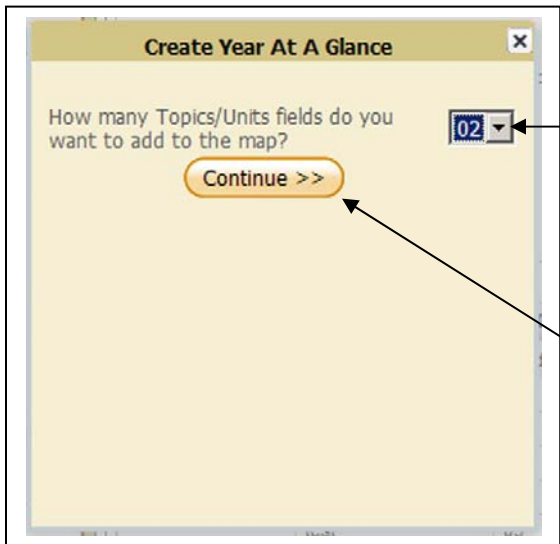 Create Year At A Glance
How many Topics/Units fields do you
want to add to the map?
02
Continue >>